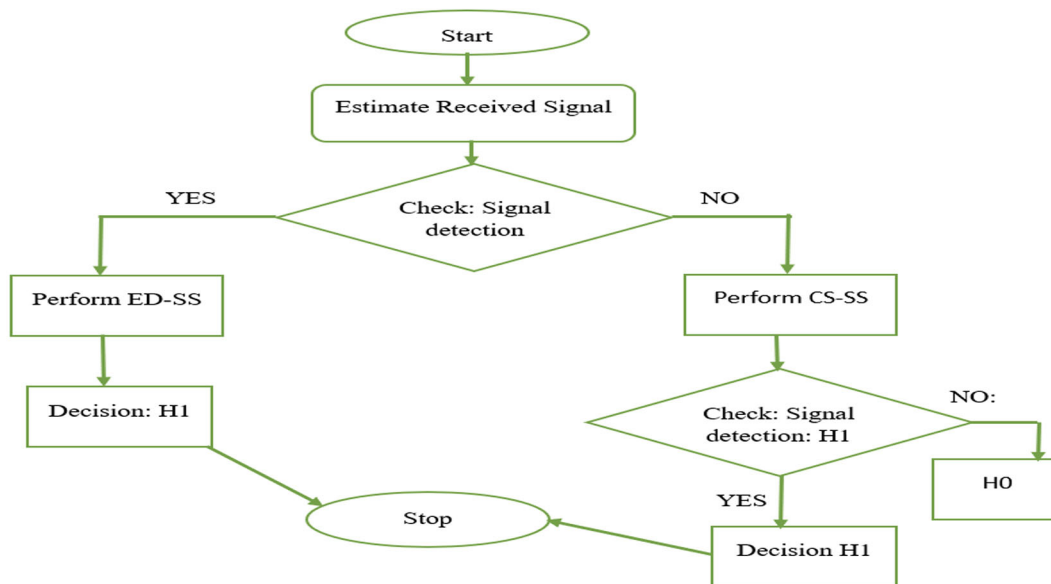 Start
Estimate Received Signal
YES
NO
Check: Signal
detection
Perform ED-SS
Perform CS-SS
Decision: H1
Check: Signal
detection: H1
NO:
H0
YES
Stop
Decision H1